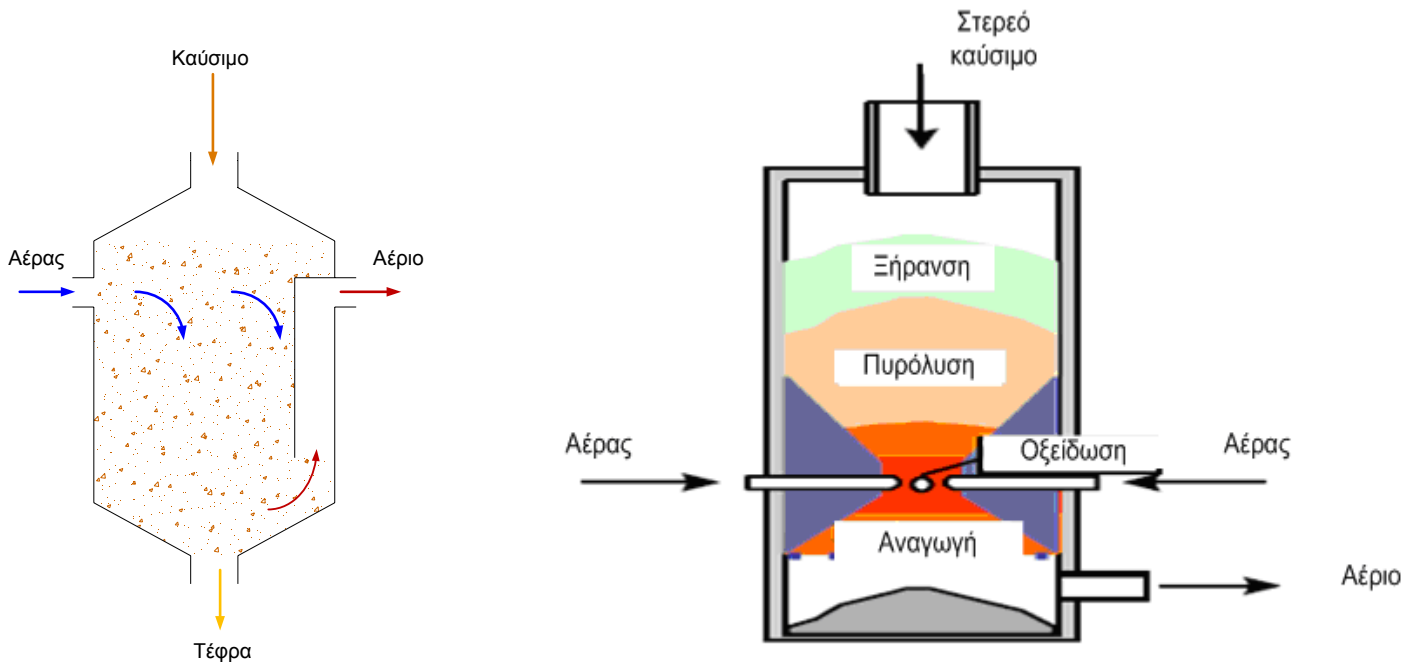 Καύσιμο
Αέρας
Αέριο
Τέφρα
Στερεό
καύσιμο
Ξήρανση
Πυρόλυση
Αέρας
Οξείδωση
Αέρας
Αναγωγή
Αέριο